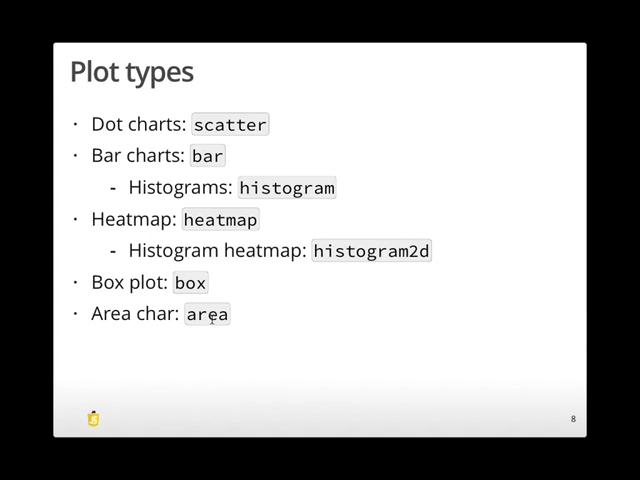 Plot types
· Dot charts: scatter
· Bar charts: bar
- Histograms: histogram
· Heatmap: heatmap
- Histogram heatmap: histogram2d
· Box plot: box
· Area char: area
8